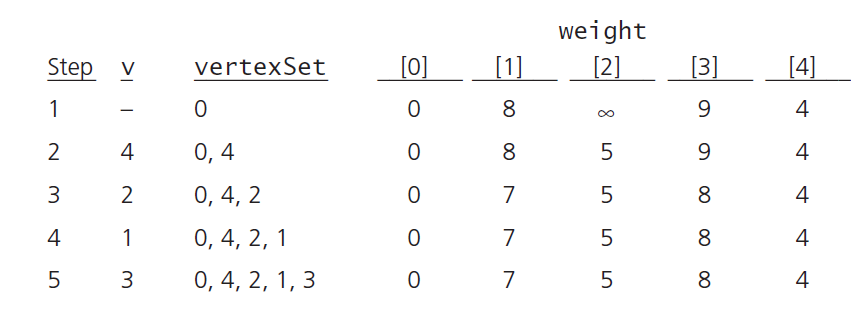 weight
Step v vertexSet [0] [1] [2] [3] [4]
1 – 0 0 8 ∞ 9 4
2 4 0, 4 0 8 5 9 4
3 2 0, 4, 2 0 7 5 8 4
4 1 0, 4, 2, 1 0 7 5 8 4
5 3 0, 4, 2, 1, 3 0 7 5 8 4